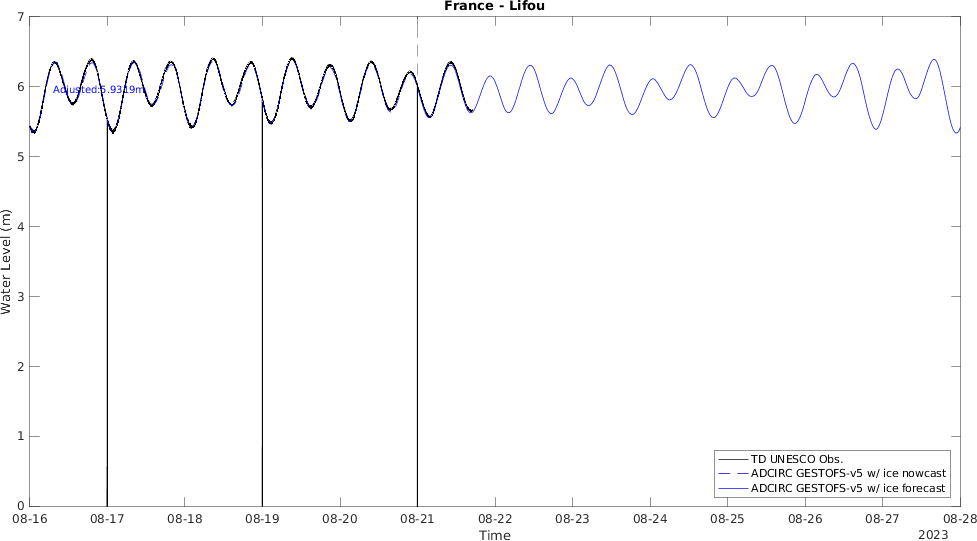 France - Lifou
7
6
5
4
3
2
1
0
Water Level (m)
Adjusted:5.9319m
TD UNESCO Obs.
ADCIRC GESTOFS-v5 w/ ice nowcast
ADCIRC GESTOFS-v5 w/ ice forecast
08-16 08-17 08-18 08-19 08-20 08-21 08-22 08-23 08-24 08-25 08-26 08-27 08-28
Time
2023